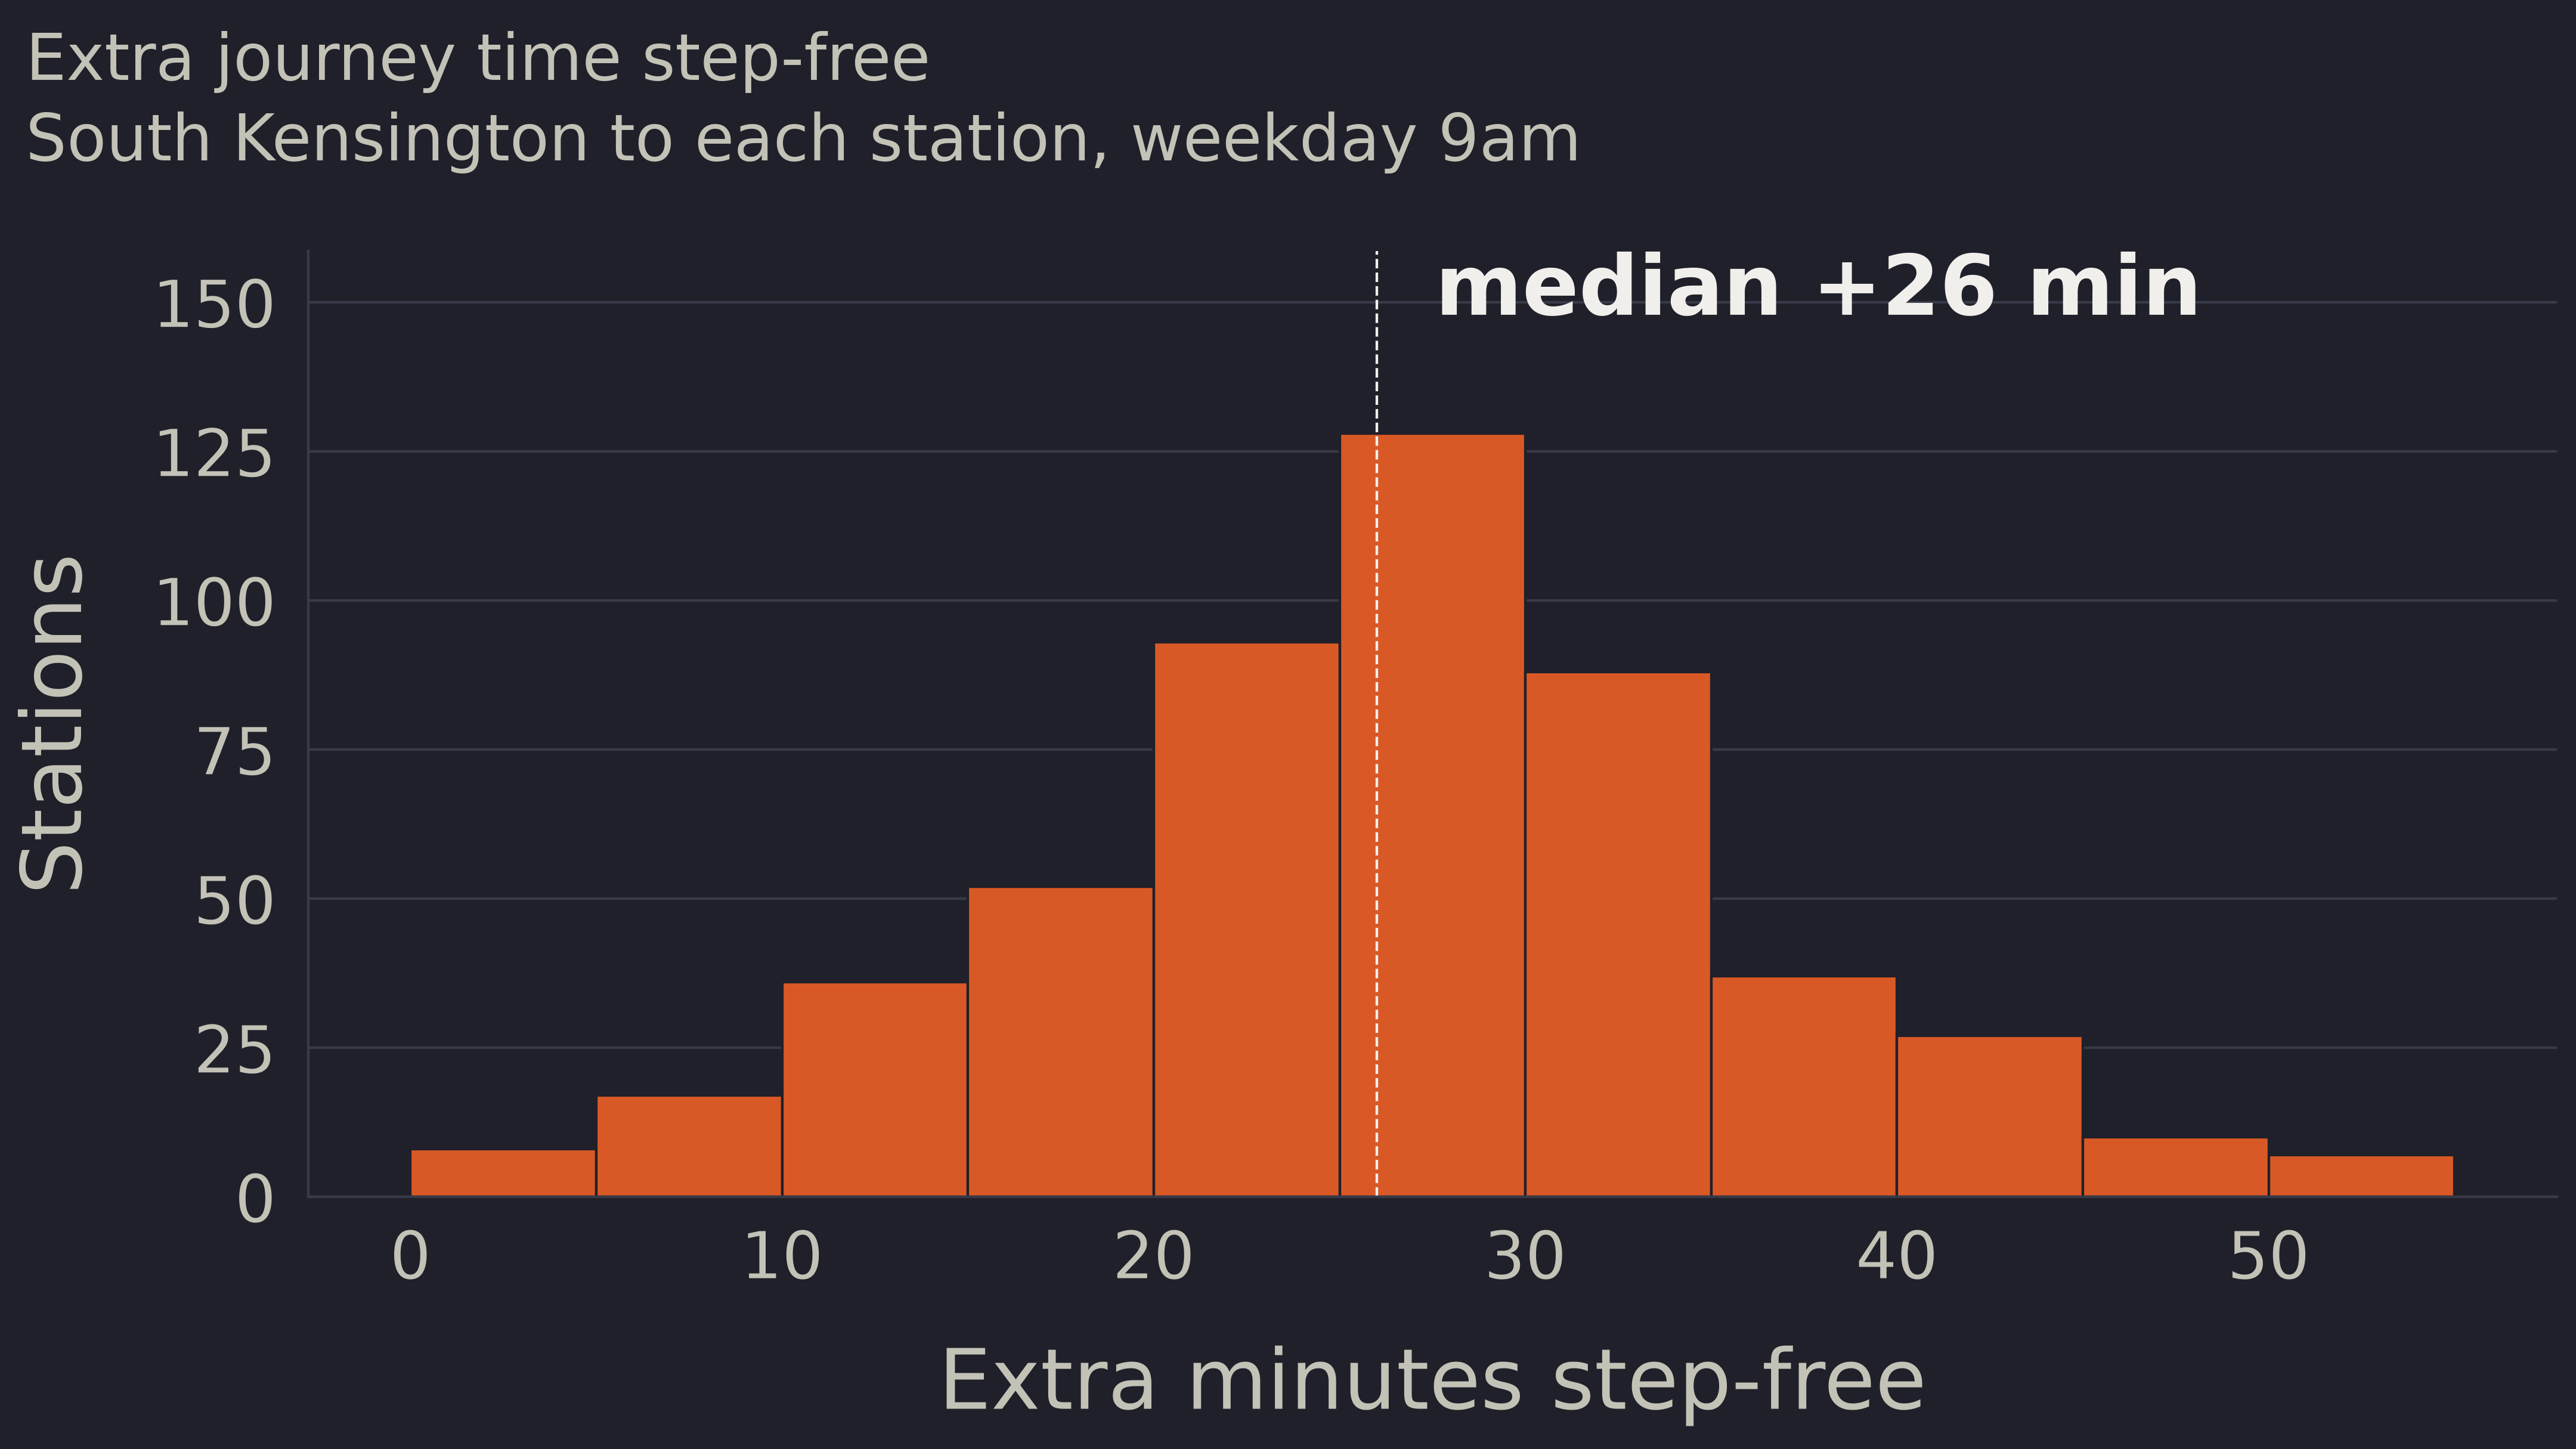 Extra journey time step-free
South Kensington to each station, weekday 9am
median +26 min
150
125
100
75
50
25
0
Stations
0 10 20 30 40 50
Extra minutes step-free